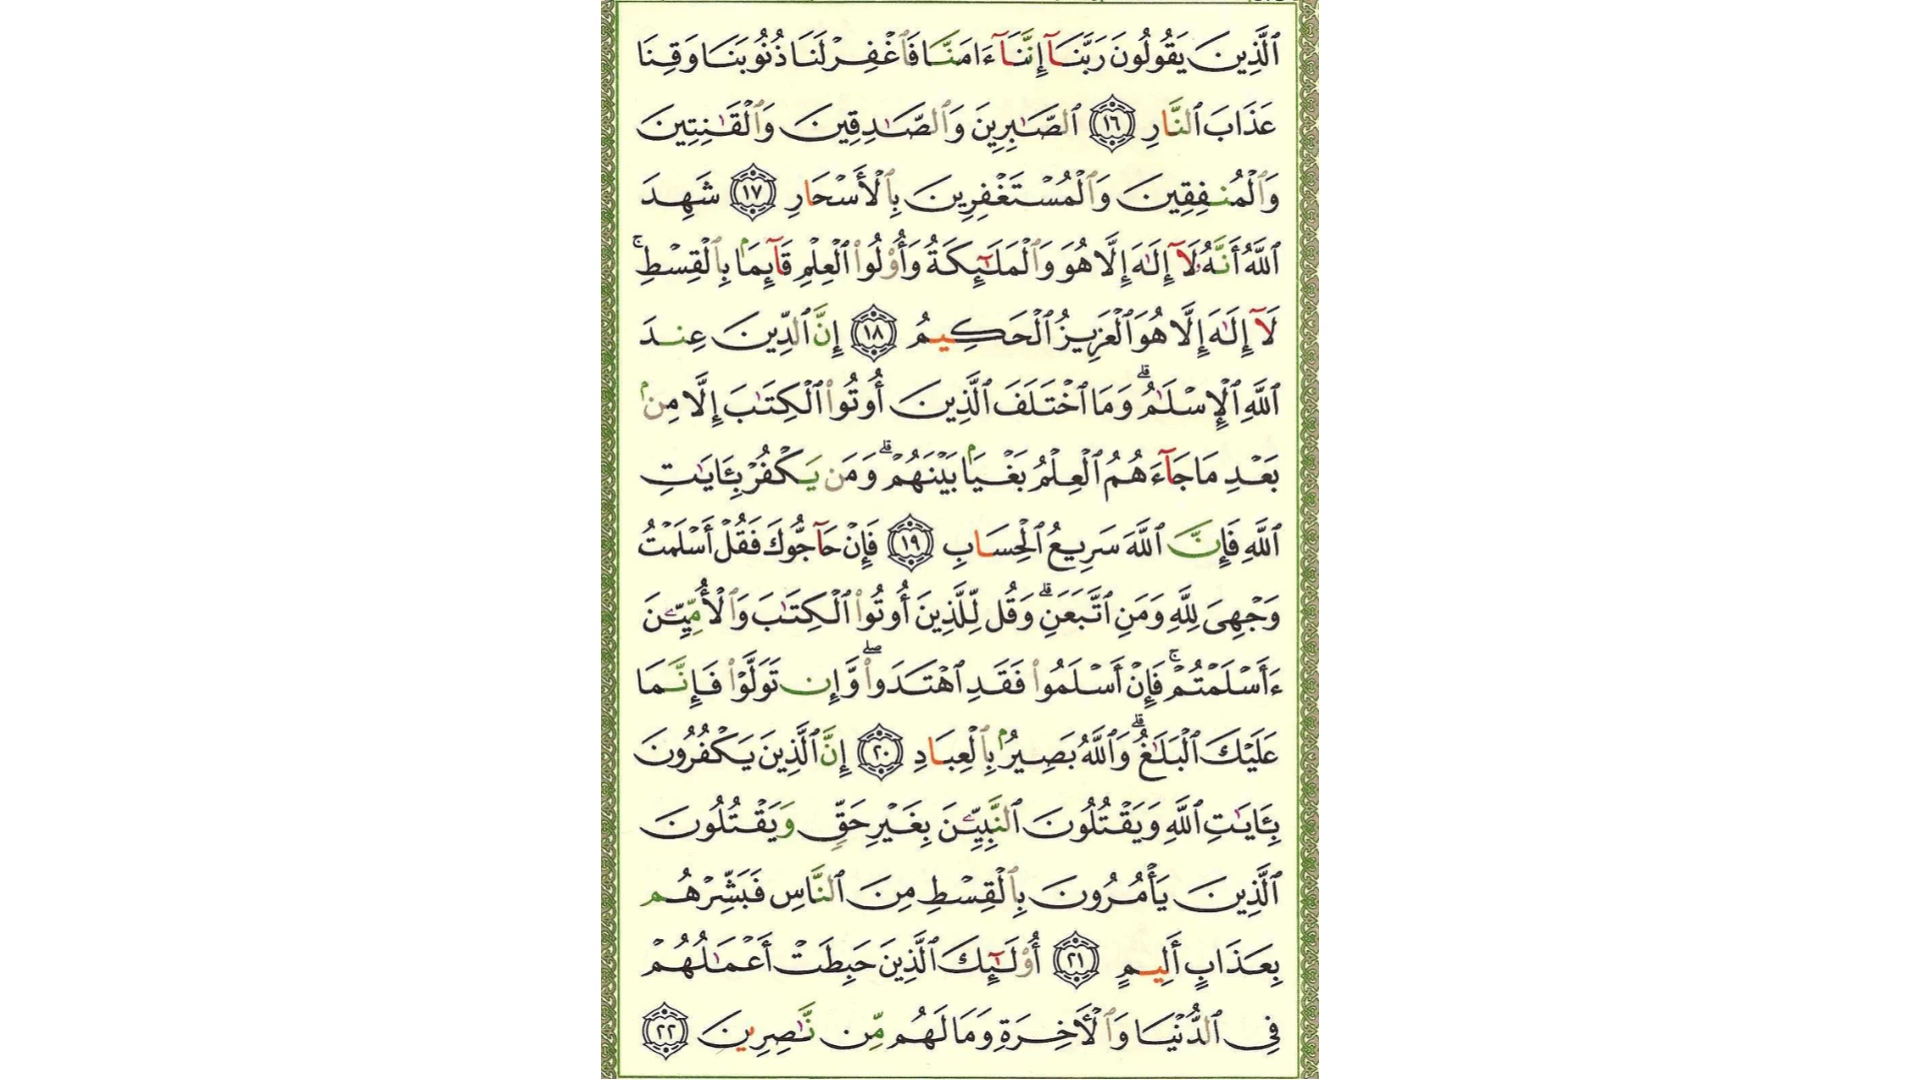 ٱلَّذِينَ يَقُولُونَ رَبَّنَآ إِنَّنَآ ءَامَنَّا فَٱغْفِرْ لَنَا ذُنُوبَنَا وَقِنَا
عَذَابَ ٱلنَّارِ ١٦ ٱلصَّٰبِرِينَ وَٱلصَّٰدِقِينَ وَٱلْقَٰنِتِينَ
وَٱلْمُنفِقِينَ وَٱلْمُسْتَغْفِرِينَ بِٱلْأَسْحَارِ ١٧ شَهِدَ
ٱللَّهُ أَنَّهُۥ لَآ إِلَٰهَ إِلَّا هُوَ وَٱلْمَلَٰٓئِكَةُ وَأُو۟لُوا۟ ٱلْعِلْمِ قَآئِمًۢا بِٱلْقِسْطِ ۚ
لَآ إِلَٰهَ إِلَّا هُوَ ٱلْعَزِيزُ ٱلْحَكِيمُ ١٨ إِنَّ ٱلدِّينَ عِندَ
ٱللَّهِ ٱلْإِسْلَٰمُ ۗ وَمَا ٱخْتَلَفَ ٱلَّذِينَ أُوتُوا۟ ٱلْكِتَٰبَ إِلَّا مِنۢ
بَعْدِ مَا جَآءَهُمُ ٱلْعِلْمُ بَغْيًۢا بَيْنَهُمْ ۗ وَمَن يَكْفُرْ بِـَٔايَٰتِ
ٱللَّهِ فَإِنَّ ٱللَّهَ سَرِيعُ ٱلْحِسَابِ ١٩ فَإِنْ حَآجُّوكَ فَقُلْ أَسْلَمْتُ
وَجْهِىَ لِلَّهِ وَمَنِ ٱتَّبَعَنِ ۗ وَقُل لِّلَّذِينَ أُوتُوا۟ ٱلْكِتَٰبَ وَٱلْأُمِّيِّـۧنَ
ءَأَسْلَمْتُمْ ۚ فَإِنْ أَسْلَمُوا۟ فَقَدِ ٱهْتَدَوا۟ ۖ وَّإِن تَوَلَّوْا۟ فَإِنَّمَا
عَلَيْكَ ٱلْبَلَٰغُ ۗ وَٱللَّهُ بَصِيرٌۢ بِٱلْعِبَادِ ٢٠ إِنَّ ٱلَّذِينَ يَكْفُرُونَ
بِـَٔايَٰتِ ٱللَّهِ وَيَقْتُلُونَ ٱلنَّبِيِّـۧنَ بِغَيْرِ حَقٍّ وَيَقْتُلُونَ
ٱلَّذِينَ يَأْمُرُونَ بِٱلْقِسْطِ مِنَ ٱلنَّاسِ فَبَشِّرْهُم
بِعَذَابٍ أَلِيمٍ ٢١ أُو۟لَٰٓئِكَ ٱلَّذِينَ حَبِطَتْ أَعْمَٰلُهُمْ
فِى ٱلدُّنْيَا وَٱلْـَٔاخِرَةِ وَمَا لَهُم مِّن نَّٰصِرِينَ ٢٢